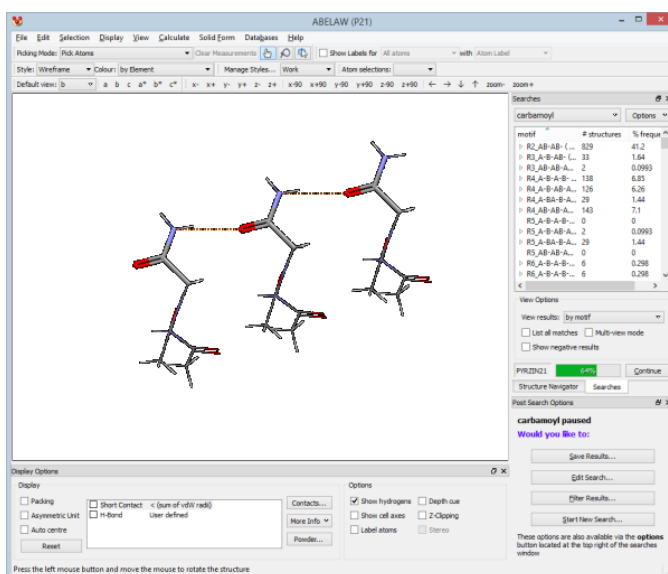 ABELAW (P21)
File Edit Selection Display View Calculate Solid Form Databases Help
Picking Mode: Pick Atoms Clear Measurements Show Labels for All atoms with Atom Label
Style: Wireframe Colour: by Element Manage Styles... Work Atom selections:
Default view: b a b c a* b* c* x- x+ y- y+ z- z+ x-90 x+90 y-90 y+90 z-90 z+90 ← → ↓ ↑ zoom- zoom+
Searches
carbamoyl Options
motif # structures % freque
R2_AB-AB- ( ... 829 41.2
R3_A-B-AB- (... 33 1.64
R3_AB-AB-A... 2 0.0993
R4_A-B-A-B- ... 138 6.85
R4_A-B-AB-A... 126 6.26
R4_A-BA-B-A... 29 1.44
R4_AB-AB-A... 143 7.1
R5_A-B-A-B-... 0 0
R5_A-B-AB-A... 2 0.0993
R5_A-BA-B-A... 29 1.44
R5_AB-AB-A... 0 0
R6_A-B-A-B-... 6 0.298
R6_A-B-A-B-... 6 0.298
View Options
View results: by motif
List all matches Multi-view mode
Show negative results
PYRZIN21 64% Continue
Structure Navigator Searches
Post Search Options
carbamoyl paused
Would you like to:
Save Results...
Edit Search...
Filter Results...
Start New Search...
These options are also available via the options
button located at the top right of the searches
window
Display Options
Display
Packing
Asymmetric Unit
Auto centre
Reset
Short Contact < (sum of vdW radii)
H-Bond User defined
Contacts...
More Info
Powder...
Options
Show hydrogens Depth cue
Show cell axes Z-Clipping
Label atoms Stereo
Press the left mouse button and move the mouse to rotate the structure